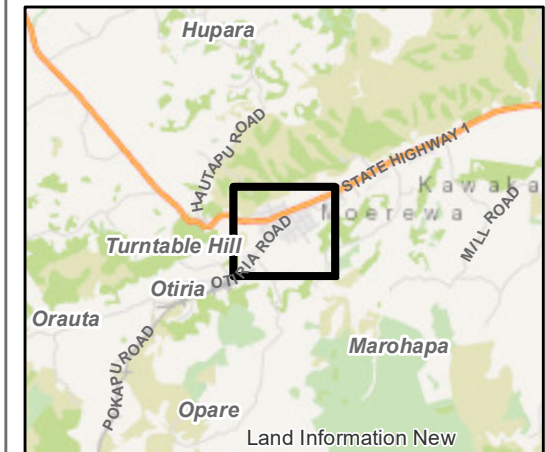 Hupara
HAUTAPU ROAD
STATE HIGHWAY 1
Kawaka
Moerewa
MILL ROAD
Turntable Hill
OTIRIA ROAD
Otiria
Orauta
POKAPU ROAD
Marohapa
Opare
Land Information New